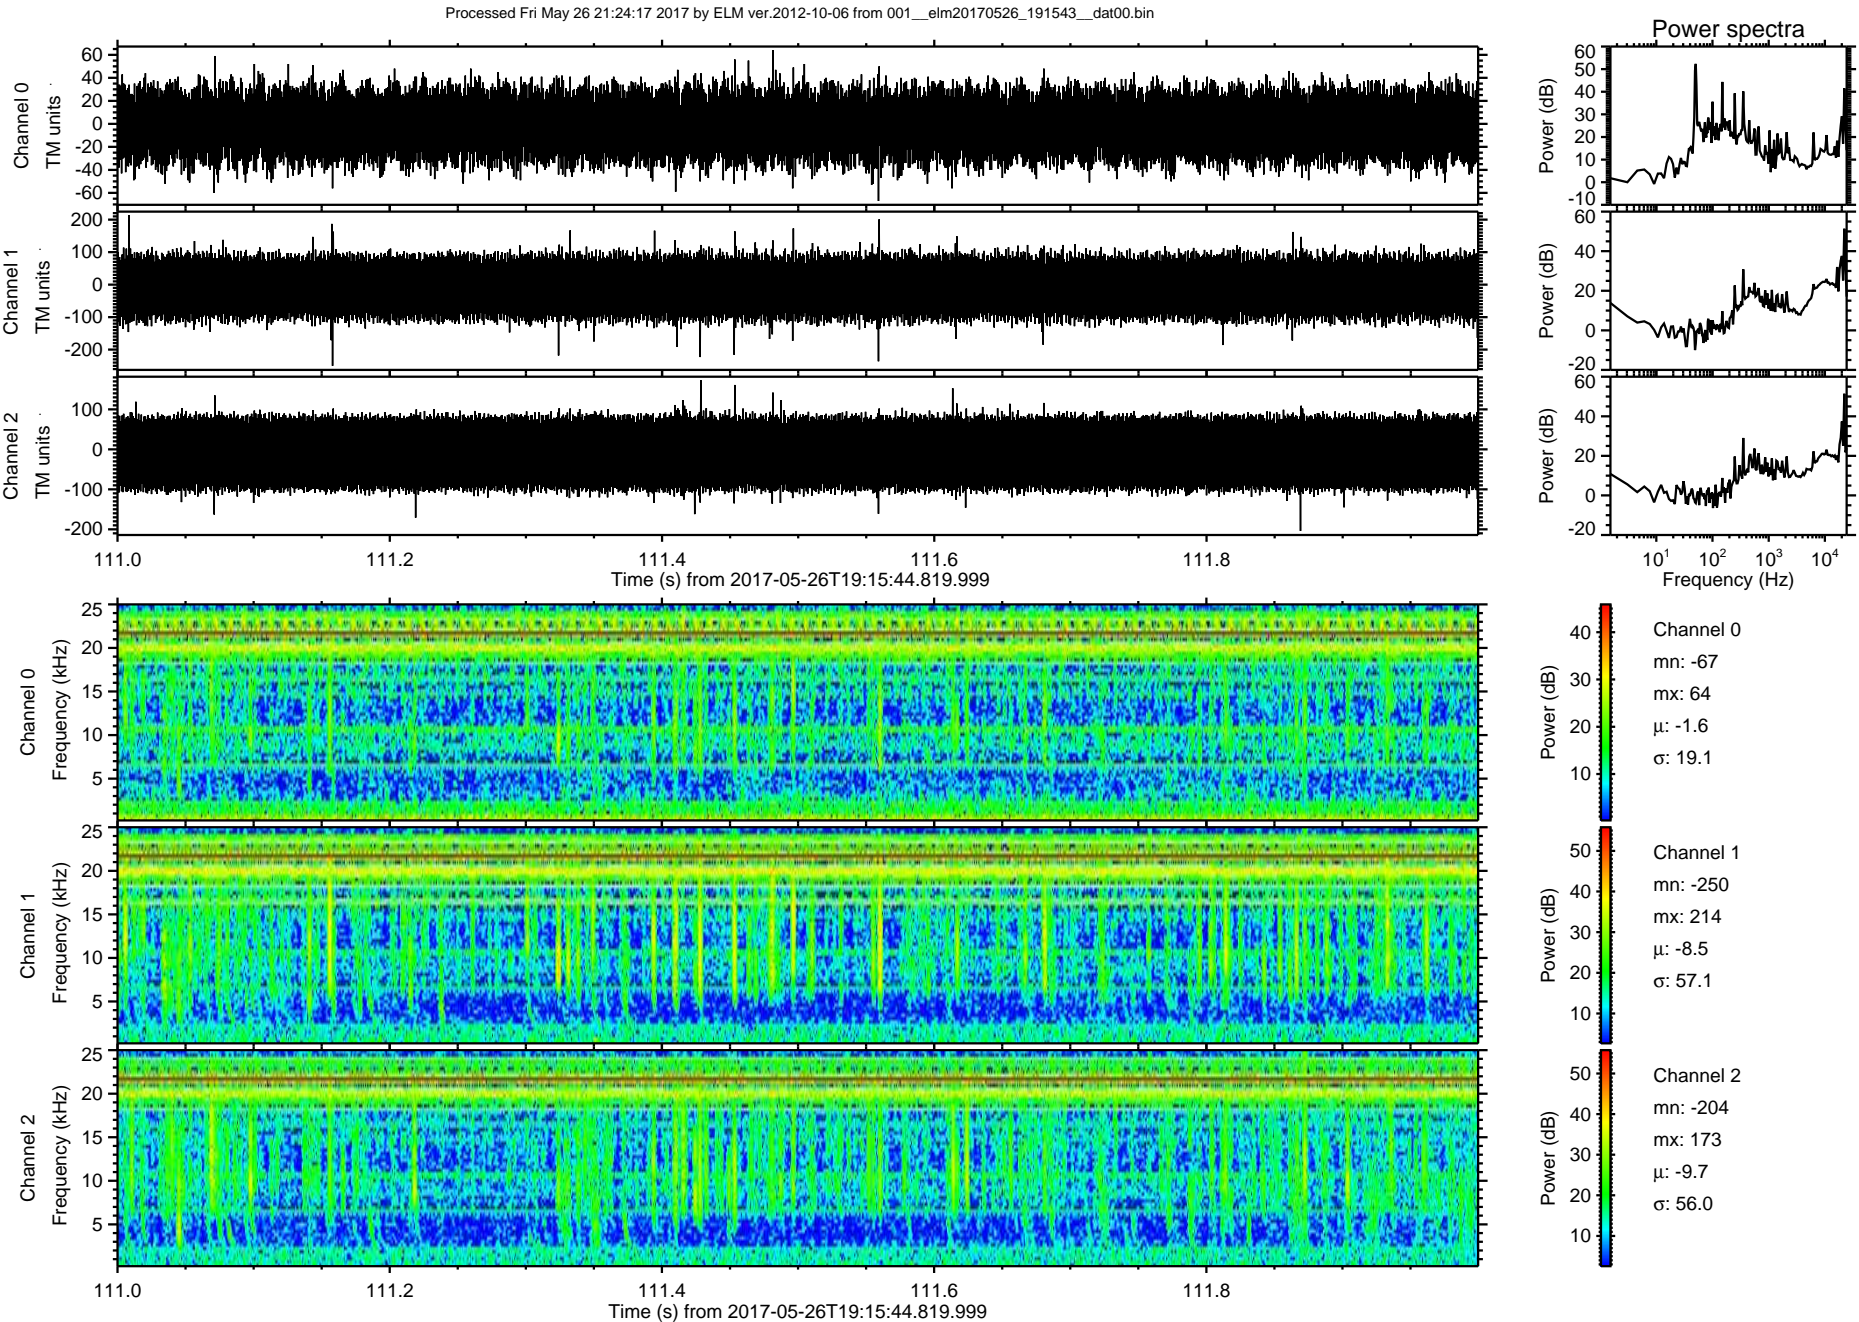 Processed Fri May 26 21:24:17 2017 by ELM ver.2012-10-06 from 001__elm20170526_191543__dat00.bin
Power spectra
Channel 0
TM units
60
40
20
0
-20
-40
-60
Power (dB)
60
50
40
30
20
10
0
-10
Channel 1
TM units
200
100
0
-100
-200
Power (dB)
60
40
20
0
-20
Channel 2
TM units
100
0
-100
-200
Power (dB)
60
40
20
0
-20
111.0 111.2 111.4 111.6 111.8
Time (s) from 2017-05-26T19:15:44.819.999
10¹ 10² 10³ 10⁴
Frequency (Hz)
Channel 0
Frequency (kHz)
25
20
15
10
5
Power (dB)
40
30
20
10
Channel 0
mn: -67
mx: 64
μ: -1.6
σ: 19.1
Channel 1
Frequency (kHz)
25
20
15
10
5
Power (dB)
50
40
30
20
10
Channel 1
mn: -250
mx: 214
μ: -8.5
σ: 57.1
Channel 2
Frequency (kHz)
25
20
15
10
5
Power (dB)
50
40
30
20
10
Channel 2
mn: -204
mx: 173
μ: -9.7
σ: 56.0
111.0 111.2 111.4 111.6 111.8
Time (s) from 2017-05-26T19:15:44.819.999